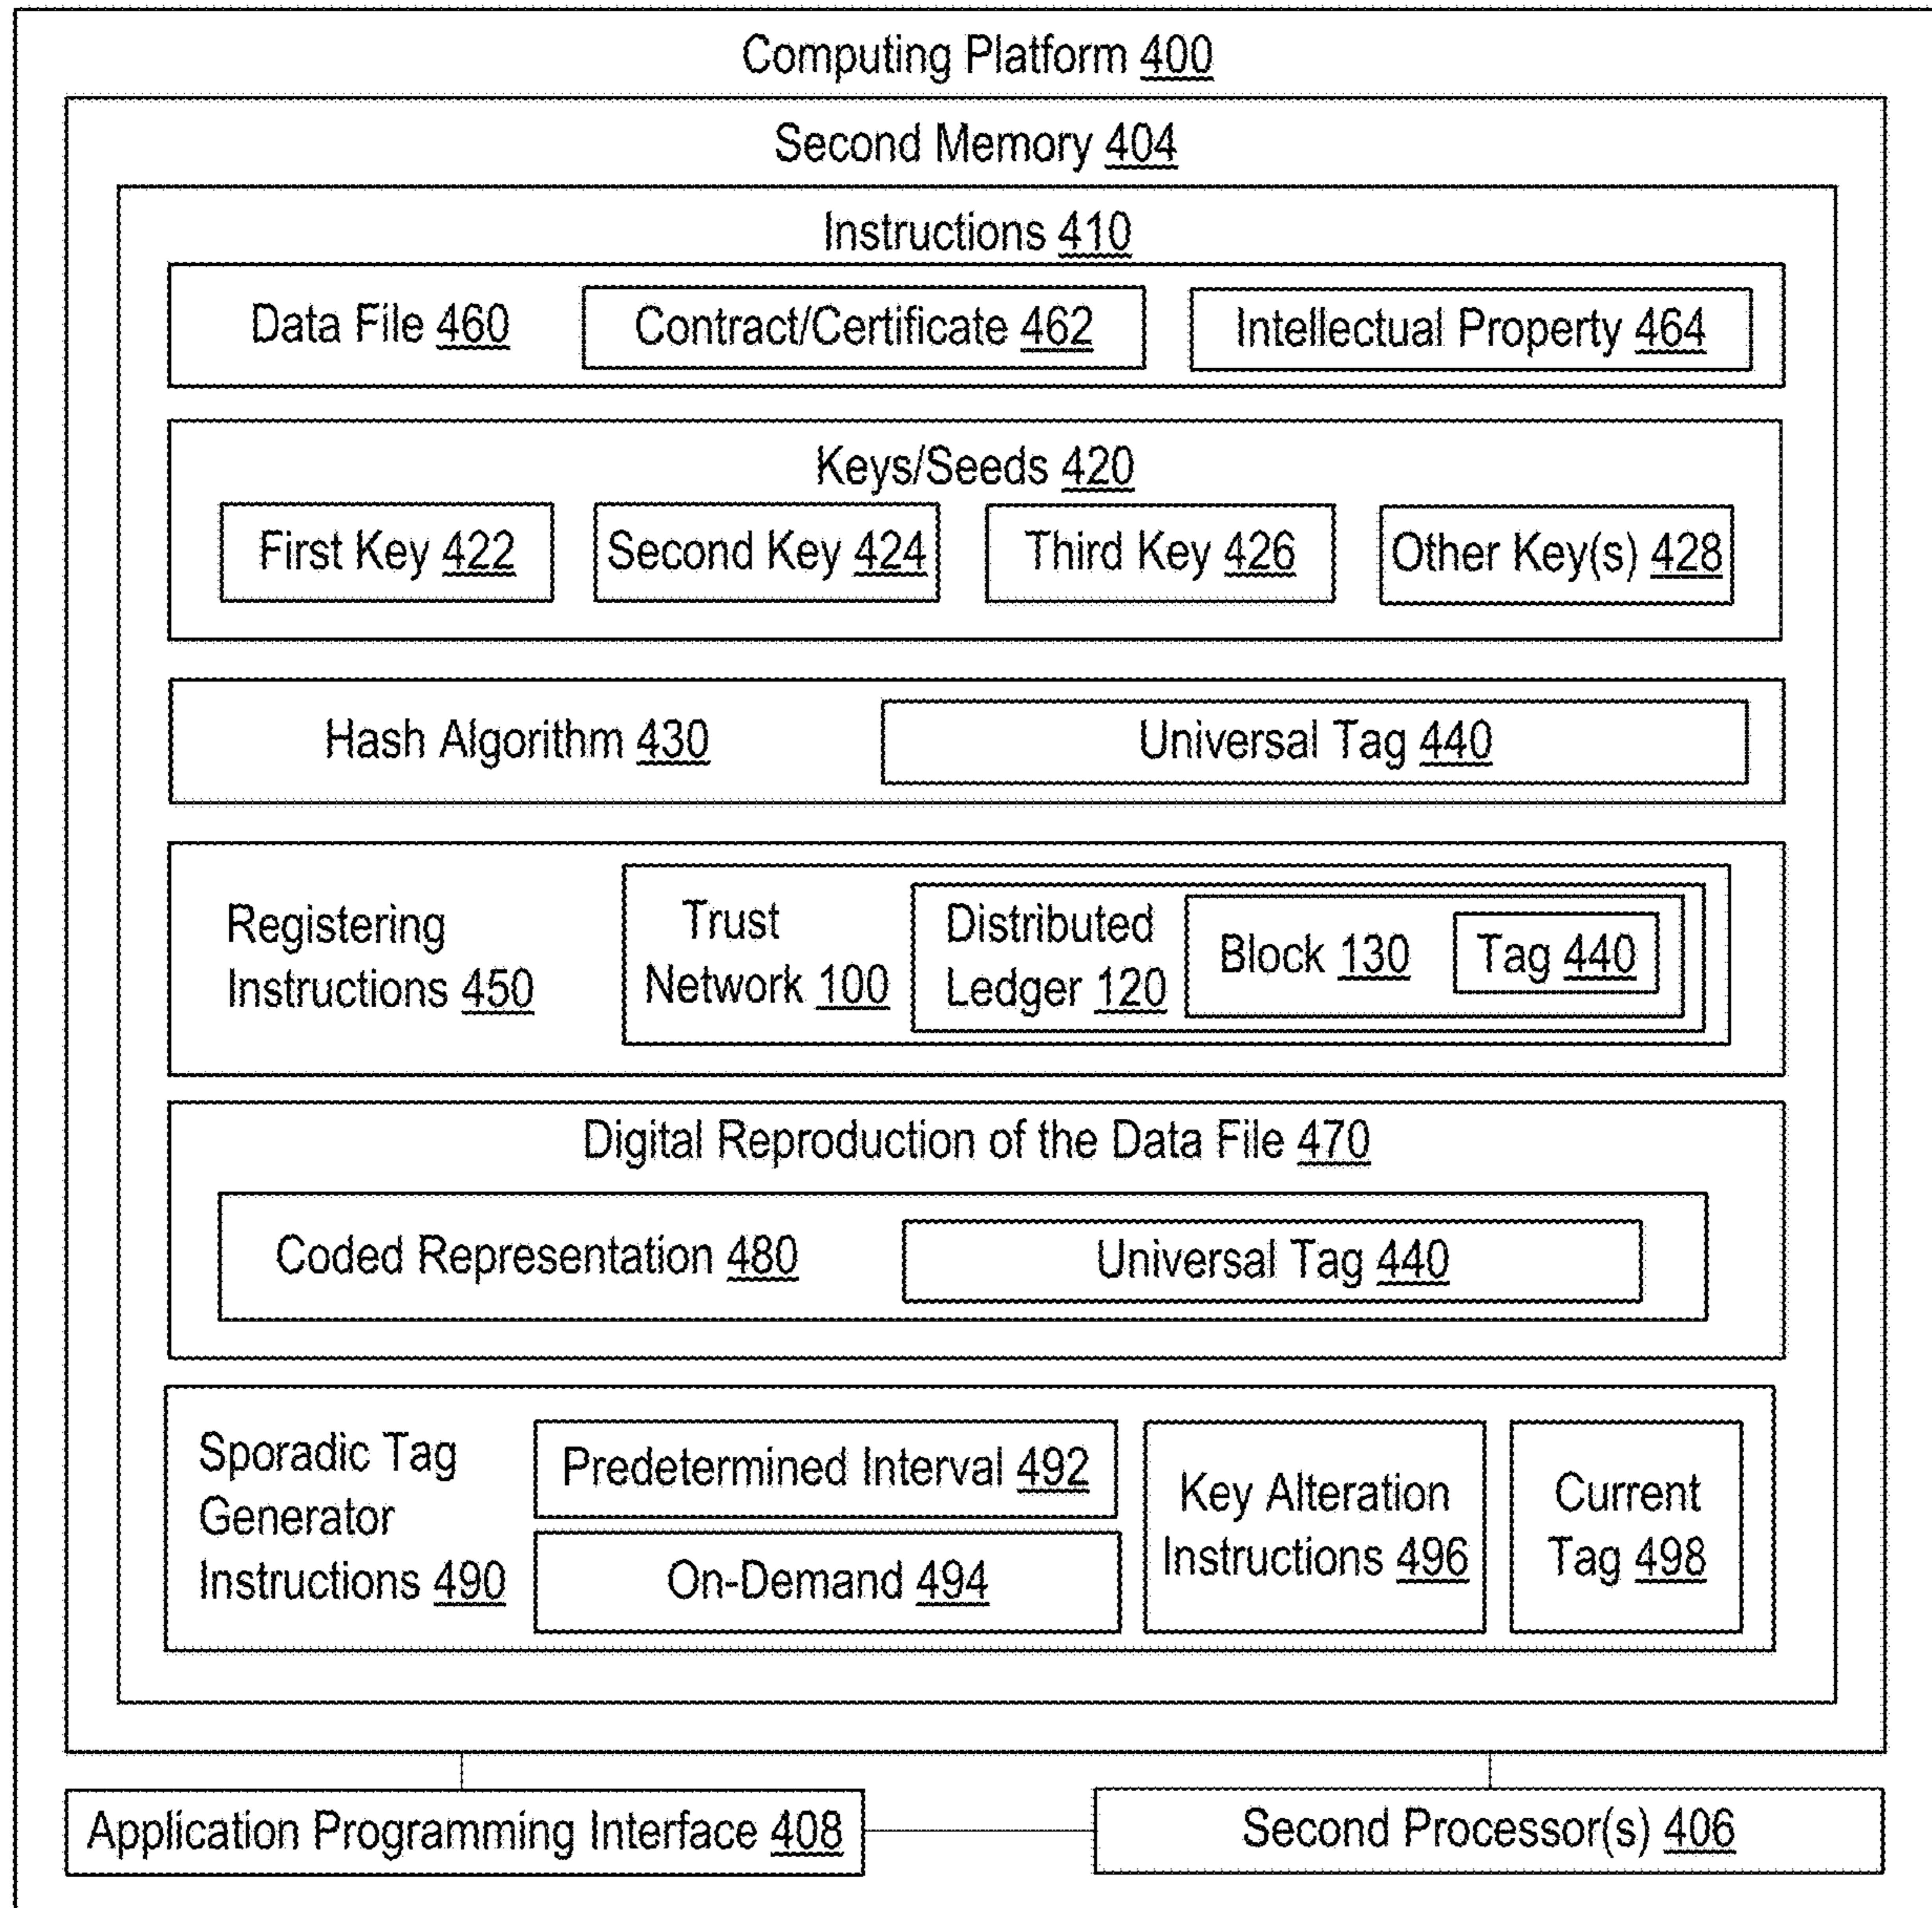 Computing Platform 400
Second Memory 404
Instructions 410
Data File 460
Contract/Certificate 462
Intellectual Property 464
Keys/Seeds 420
First Key 422
Second Key 424
Third Key 426
Other Key(s) 428
Hash Algorithm 430
Universal Tag 440
Registering
Instructions 450
Trust
Network 100
Distributed
Ledger 120
Block 130
Tag 440
Digital Reproduction of the Data File 470
Coded Representation 480
Universal Tag 440
Sporadic Tag
Generator
Instructions 490
Predetermined Interval 492
On-Demand 494
Key Alteration
Instructions 496
Current
Tag 498
Application Programming Interface 408
Second Processor(s) 406